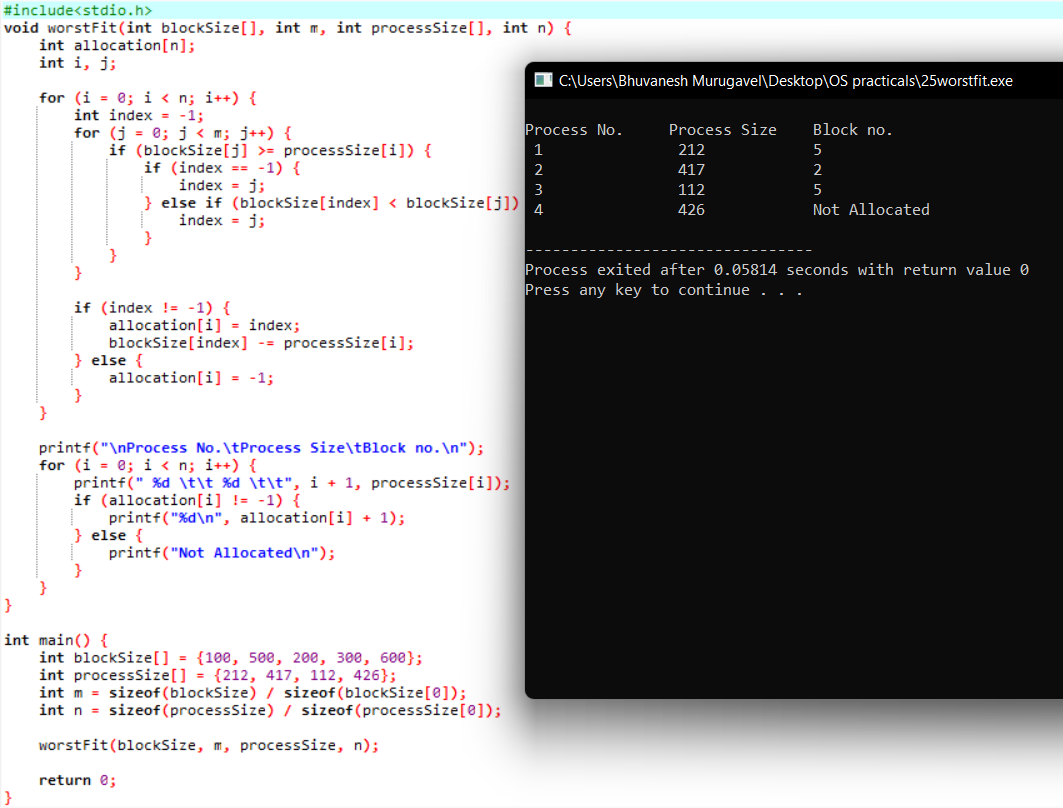 #include<stdio.h>
void worstFit(int blockSize[], int m, int processSize[], int n) {
    int allocation[n];
    int i, j;

    for (i = 0; i < n; i++) {
        int index = -1;
        for (j = 0; j < m; j++) {
            if (blockSize[j] >= processSize[i]) {
                if (index == -1) {
                    index = j;
                } else if (blockSize[index] < blockSize[j])
                    index = j;
                }
            }
        }

        if (index != -1) {
            allocation[i] = index;
            blockSize[index] -= processSize[i];
        } else {
            allocation[i] = -1;
        }
    }

    printf("\nProcess No.\tProcess Size\tBlock no.\n");
    for (i = 0; i < n; i++) {
        printf(" %d \t\t %d \t\t", i + 1, processSize[i]);
        if (allocation[i] != -1) {
            printf("%d\n", allocation[i] + 1);
        } else {
            printf("Not Allocated\n");
        }
    }
}

int main() {
    int blockSize[] = {100, 500, 200, 300, 600};
    int processSize[] = {212, 417, 112, 426};
    int m = sizeof(blockSize) / sizeof(blockSize[0]);
    int n = sizeof(processSize) / sizeof(processSize[0]);

    worstFit(blockSize, m, processSize, n);

    return 0;
}
C:\Users\Bhuvanesh Murugavel\Desktop\OS practicals\25worstfit.exe
Process No.     Process Size    Block no.
 1               212            5
 2               417            2
 3               112            5
 4               426            Not Allocated

--------------------------------
Process exited after 0.05814 seconds with return value 0
Press any key to continue . . .